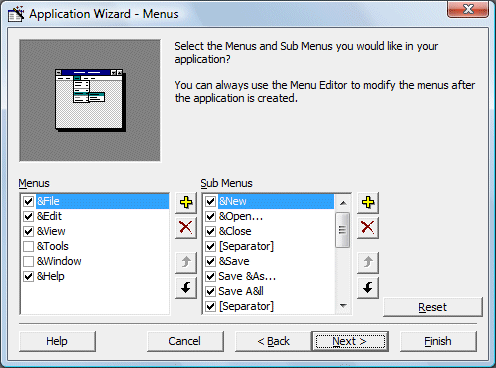 Application Wizard - Menus
Select the Menus and Sub Menus you would like in your
application?
You can always use the Menu Editor to modify the menus after
the application is created.
Menus
&File
&Edit
&View
&Tools
&Window
&Help
Sub Menus
&New
&Open...
&Close
[Separator]
&Save
Save &As...
Save A&ll
[Separator]
Reset
Help
Cancel
< Back
Next >
Finish